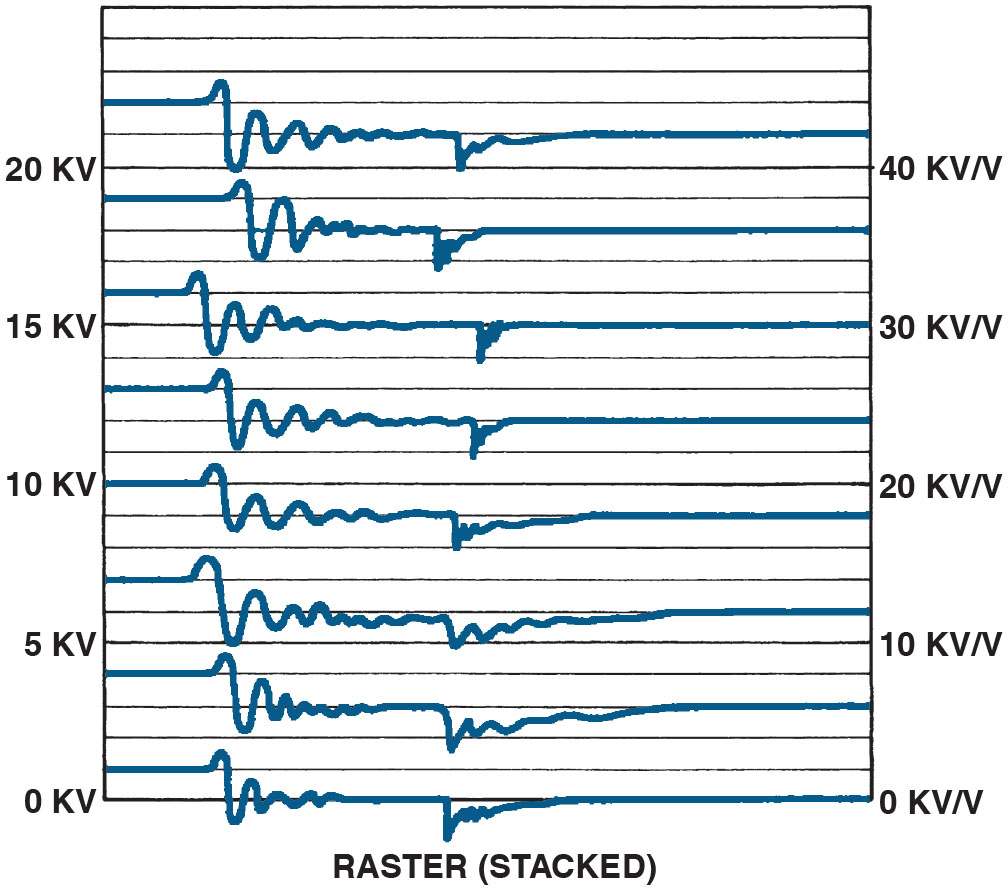 20 KV 40 KV/V
15 KV 30 KV/V
10 KV 20 KV/V
5 KV 10 KV/V
0 KV 0 KV/V
RASTER (STACKED)